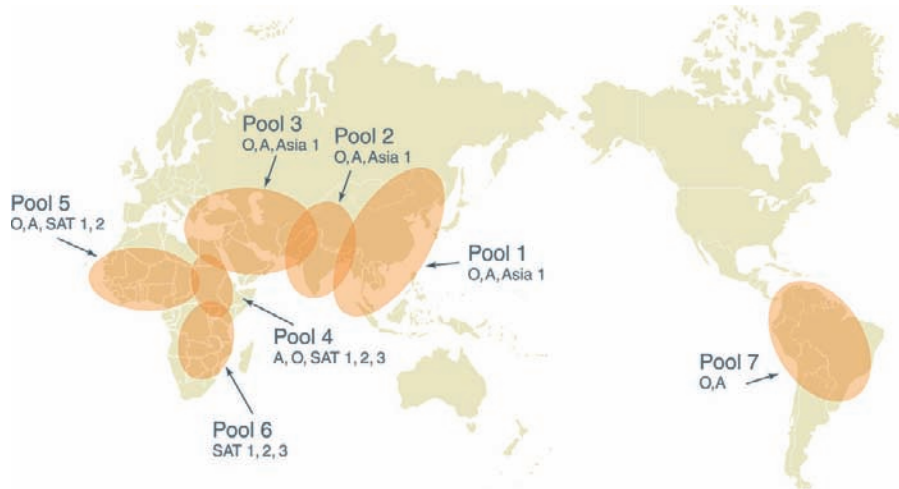 Pool 3
O, A, Asia 1
Pool 2
O, A, Asia 1
Pool 5
O, A, SAT 1, 2
Pool 1
O, A, Asia 1
Pool 4
A, O, SAT 1, 2, 3
Pool 7
O, A
Pool 6
SAT 1, 2, 3